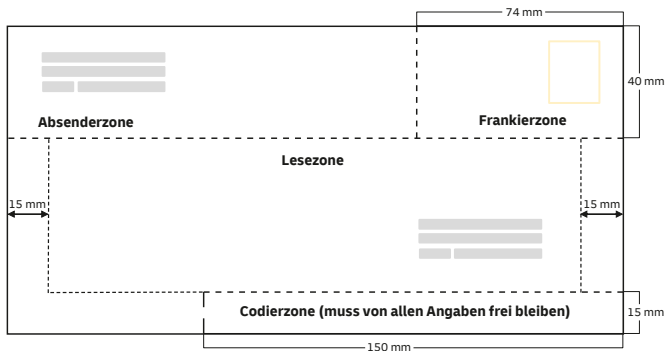 74 mm
40 mm
Absenderzone
Frankierzone
Lesezone
15 mm
15 mm
Codierzone (muss von allen Angaben frei bleiben)
15 mm
150 mm